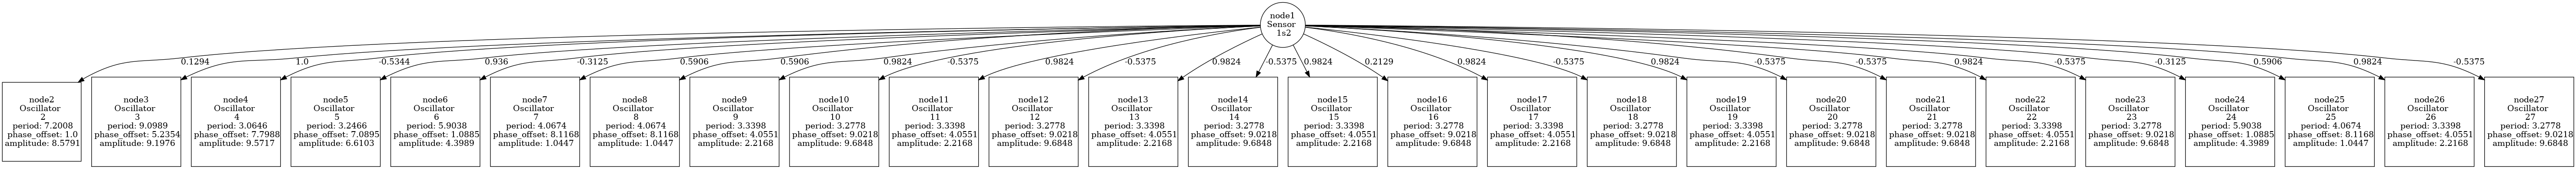 node1
Sensor
1s2
0.1294
1.0
-0.5344
0.936
-0.3125
0.5906
0.5906
0.9824
-0.5375
0.9824
-0.5375
0.9824
-0.5375
0.9824
0.2129
0.9824
-0.5375
0.9824
-0.5375
-0.5375
0.9824
-0.5375
-0.3125
0.5906
0.9824
-0.5375
node2
Oscillator
2
period: 7.2008
phase_offset: 1.0
amplitude: 8.5791
node3
Oscillator
3
period: 9.0989
phase_offset: 5.2354
amplitude: 9.1976
node4
Oscillator
4
period: 3.0646
phase_offset: 7.7988
amplitude: 9.5717
node5
Oscillator
5
period: 3.2466
phase_offset: 7.0895
amplitude: 6.6103
node6
Oscillator
6
period: 5.9038
phase_offset: 1.0885
amplitude: 4.3989
node7
Oscillator
7
period: 4.0674
phase_offset: 8.1168
amplitude: 1.0447
node8
Oscillator
8
period: 4.0674
phase_offset: 8.1168
amplitude: 1.0447
node9
Oscillator
9
period: 3.3398
phase_offset: 4.0551
amplitude: 2.2168
node10
Oscillator
10
period: 3.2778
phase_offset: 9.0218
amplitude: 9.6848
node11
Oscillator
11
period: 3.3398
phase_offset: 4.0551
amplitude: 2.2168
node12
Oscillator
12
period: 3.2778
phase_offset: 9.0218
amplitude: 9.6848
node13
Oscillator
13
period: 3.3398
phase_offset: 4.0551
amplitude: 2.2168
node14
Oscillator
14
period: 3.2778
phase_offset: 9.0218
amplitude: 9.6848
node15
Oscillator
15
period: 3.3398
phase_offset: 4.0551
amplitude: 2.2168
node16
Oscillator
16
period: 3.2778
phase_offset: 9.0218
amplitude: 9.6848
node17
Oscillator
17
period: 3.3398
phase_offset: 4.0551
amplitude: 2.2168
node18
Oscillator
18
period: 3.2778
phase_offset: 9.0218
amplitude: 9.6848
node19
Oscillator
19
period: 3.3398
phase_offset: 4.0551
amplitude: 2.2168
node20
Oscillator
20
period: 3.2778
phase_offset: 9.0218
amplitude: 9.6848
node21
Oscillator
21
period: 3.2778
phase_offset: 9.0218
amplitude: 9.6848
node22
Oscillator
22
period: 3.3398
phase_offset: 4.0551
amplitude: 2.2168
node23
Oscillator
23
period: 3.2778
phase_offset: 9.0218
amplitude: 9.6848
node24
Oscillator
24
period: 5.9038
phase_offset: 1.0885
amplitude: 4.3989
node25
Oscillator
25
period: 4.0674
phase_offset: 8.1168
amplitude: 1.0447
node26
Oscillator
26
period: 3.3398
phase_offset: 4.0551
amplitude: 2.2168
node27
Oscillator
27
period: 3.2778
phase_offset: 9.0218
amplitude: 9.6848